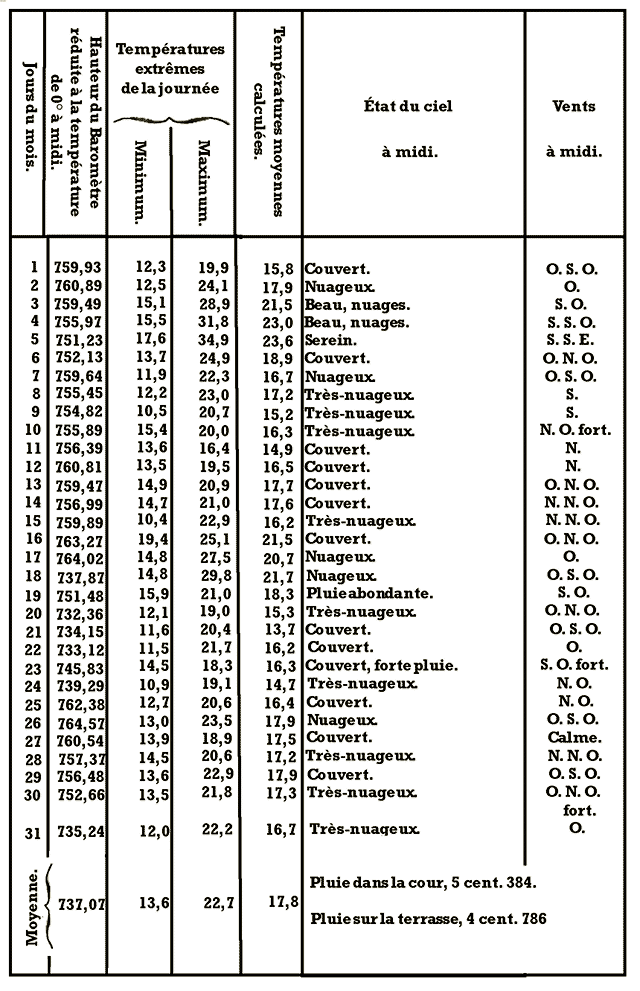 Jours du mois.
Hauteur du Baromètre
réduite à la température
de 0° à midi.
Températures
extrêmes
de la journée
Minimum.
Maximum.
Températures moyennes
calculées.
État du ciel
à midi.
Vents
à midi.
1 759,93 12,3 19,9 15,8 Couvert. O. S. O.
2 760,89 12,5 24,1 17,9 Nuageux. O.
3 759,49 15,1 28,9 21,5 Beau, nuages. S. O.
4 755,97 15,5 31,8 23,0 Beau, nuages. S. S. O.
5 751,23 17,6 34,9 23,6 Serein. S. S. E.
6 752,13 13,7 24,9 18,9 Couvert. O. N. O.
7 759,64 11,9 22,3 16,7 Nuageux. O. S. O.
8 755,45 12,2 23,0 17,2 Très-nuageux. S.
9 754,82 10,5 20,7 15,2 Très-nuageux. S.
10 755,89 15,4 20,0 16,3 Très-nuageux. N. O. fort.
11 756,39 13,6 16,4 14,9 Couvert. N.
12 760,81 13,5 19,5 16,5 Couvert. N.
13 759,47 14,9 20,9 17,7 Couvert. O. N. O.
14 756,99 14,7 21,0 17,6 Couvert. N. N. O.
15 759,89 10,4 22,9 16,2 Très-nuageux. N. N. O.
16 763,27 19,4 25,1 21,5 Couvert. O. N. O.
17 764,02 14,8 27,5 20,7 Nuageux. O.
18 737,87 14,8 29,8 21,7 Nuageux. O. S. O.
19 751,48 15,9 21,0 18,3 Pluie abondante. S. O.
20 732,36 12,1 19,0 15,3 Très-nuageux. O. N. O.
21 734,15 11,6 20,4 13,7 Couvert. O. S. O.
22 733,12 11,5 21,7 16,2 Couvert. O.
23 745,83 14,5 18,3 16,3 Couvert, forte pluie. S. O. fort.
24 739,29 10,9 19,1 14,7 Très-nuageux. N. O.
25 762,38 12,7 20,6 16,4 Couvert. N. O.
26 764,57 13,0 23,5 17,9 Nuageux. O. S. O.
27 760,54 13,9 18,9 17,5 Couvert. Calme.
28 757,37 14,5 20,6 17,2 Très-nuageux. N. N. O.
29 756,48 13,6 22,9 17,9 Couvert. O. S. O.
30 752,66 13,5 21,8 17,3 Très-nuageux. O. N. O.
fort.
31 735,24 12,0 22,2 16,7 Très-nuageux. O.
Moyenne. 737,07 13,6 22,7 17,8
Pluie dans la cour, 5 cent. 384.
Pluie sur la terrasse, 4 cent. 786